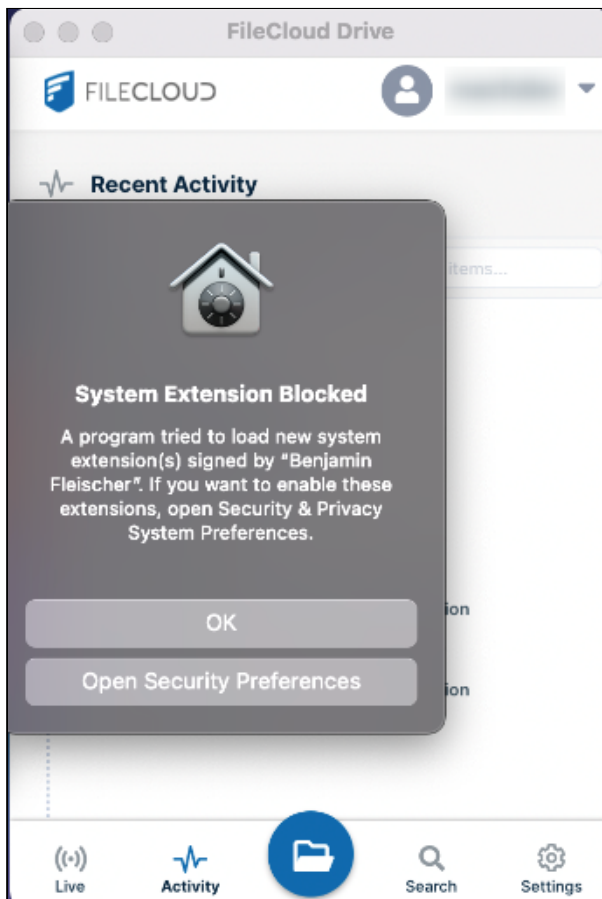 FileCloud Drive
FILECLOUD
Recent Activity
items...
System Extension Blocked
A program tried to load new system
extension(s) signed by "Benjamin
Fleischer". If you want to enable these
extensions, open Security & Privacy
System Preferences.
OK
ion
Open Security Preferences
ion
Live
Activity
Search
Settings